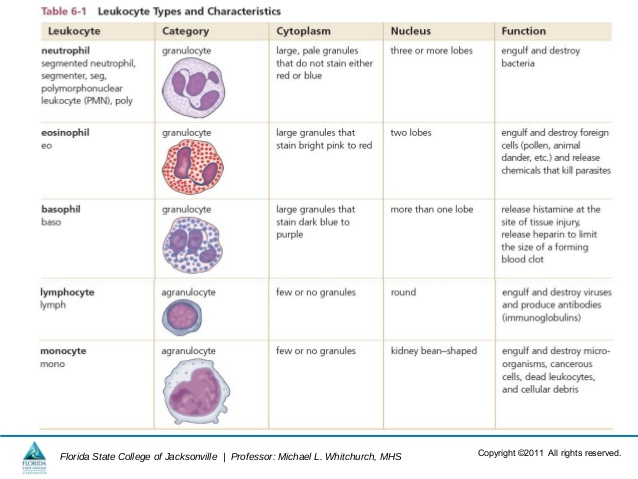 Table 6-1 Leukocyte Types and Characteristics
Leukocyte Category Cytoplasm Nucleus Function
neutrophil granulocyte large, pale granules three or more lobes engulf and destroy
segmented neutrophil, that do not stain either bacteria
segmenter, seg, red or blue
polymorphonuclear
leukocyte (PMN), poly
eosinophil granulocyte large granules that two lobes engulf and destroy foreign
eo stain bright pink to red cells (pollen, animal
dander, etc.) and release
chemicals that kill parasites
basophil granulocyte large granules that more than one lobe release histamine at the
baso stain dark blue to site of tissue injury,
purple release heparin to limit
the size of a forming
blood clot
lymphocyte agranulocyte few or no granules round engulf and destroy viruses
lymph and produce antibodies
(immunoglobulins)
monocyte agranulocyte few or no granules kidney bean–shaped engulf and destroy micro-
mono organisms, cancerous
cells, dead leukocytes,
and cellular debris
Florida State College of Jacksonville | Professor: Michael L. Whitchurch, MHS Copyright ©2011 All rights reserved.
FLORIDA